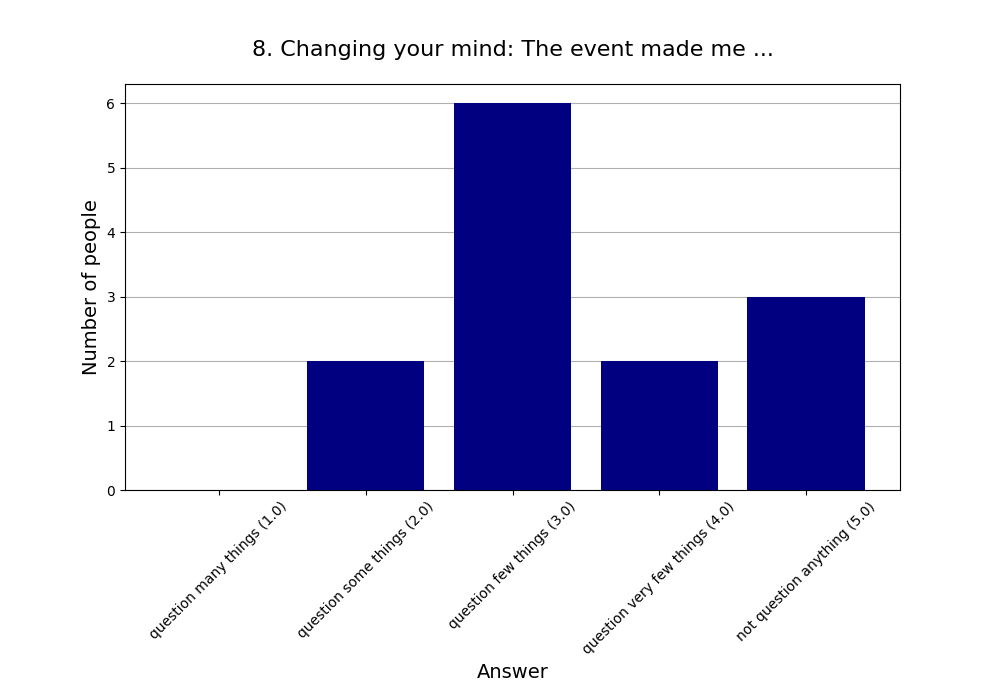 8. Changing your mind: The event made me ...
Number of people
6
5
4
3
2
1
0
question many things (1.0)
question some things (2.0)
question few things (3.0)
question very few things (4.0)
not question anything (5.0)
Answer